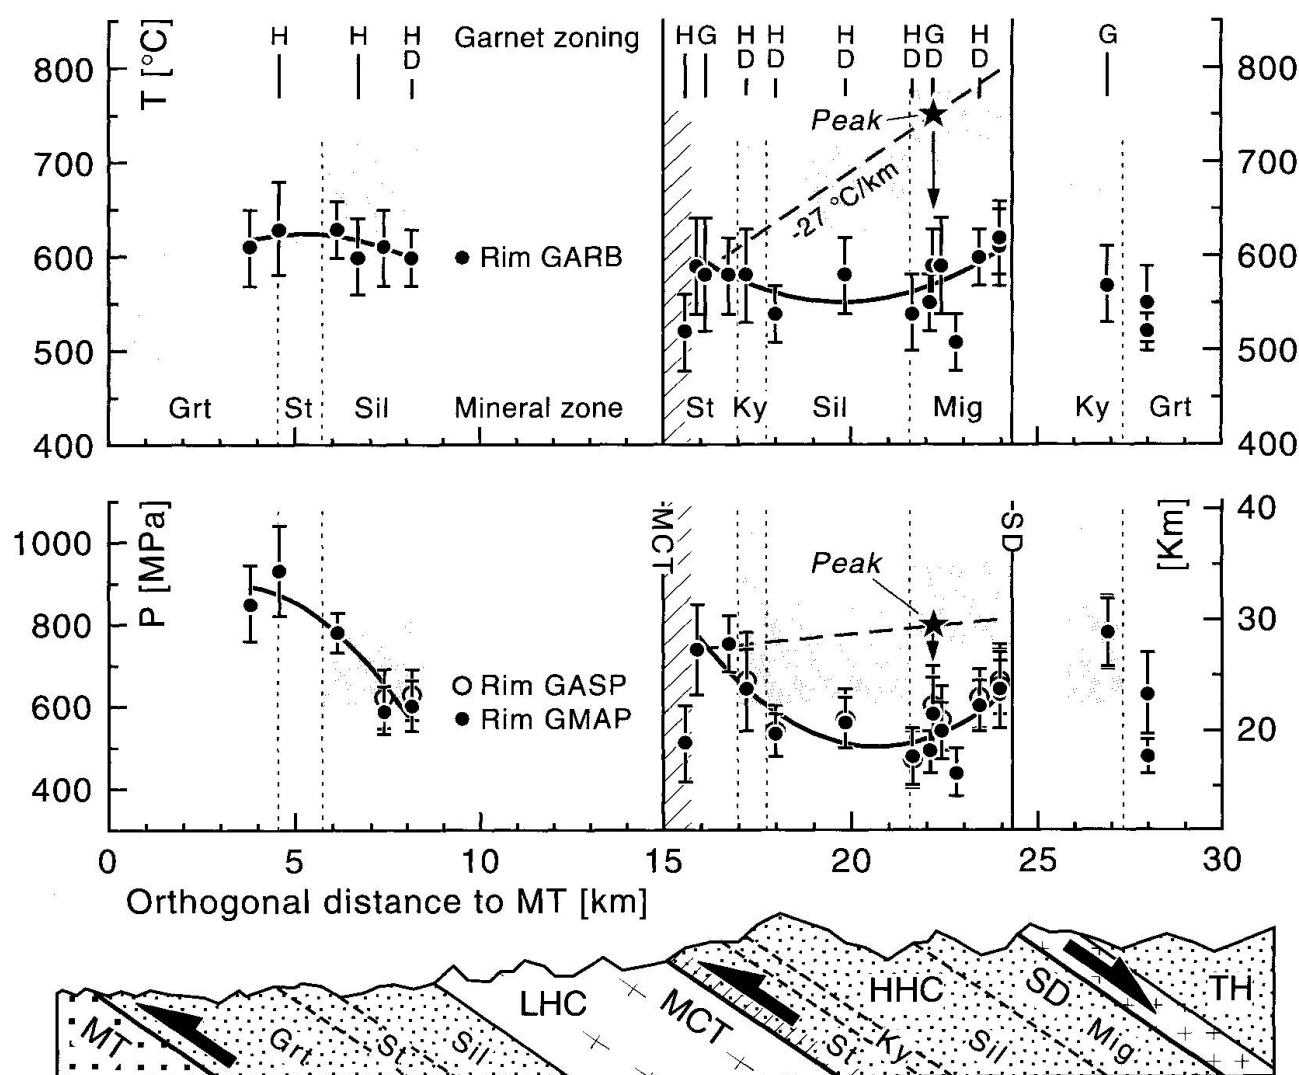 H H H Garnet zoning H G H H H H G H G
D D D D D D D
T [°C]
800 800
Peak
700 700
-27 °C/km
600 Rim GARB 600
500 500
Grt St Sil Mineral zone St Ky Sil Mig Ky Grt
400 400
P [MPa] MCT SD [Km]
40
1000
Peak
800 30
Rim GASP
600 Rim GMAP 20
400
0 5 10 15 20 25 30
Orthogonal distance to MT [km]
MT Grt St Sil LHC MCT St Ky HHC Sil SD Mig TH